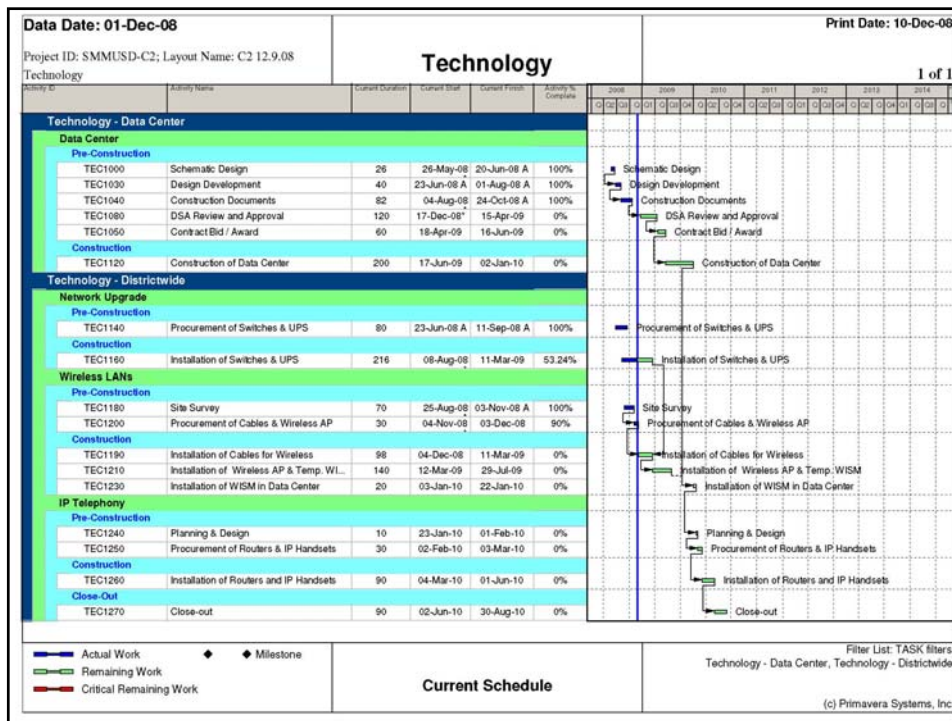 Data Date: 01-Dec-08
Print Date: 10-Dec-08
Project ID: SMMUSD-C2; Layout Name: C2 12.9.08
Technology
Technology
1 of 1
Activity ID Activity Name Current Duration Current Start Current Finish Activity % Complete 2008 2009 2010 2011 2012 2013 2014
Technology - Data Center
Data Center
Pre-Construction
TEC1000 Schematic Design 26 26-May-08 20-Jun-08 A 100% Schematic Design
TEC1030 Design Development 40 23-Jun-08 A 01-Aug-08 A 100% Design Development
TEC1040 Construction Documents 82 04-Aug-08 24-Oct-08 A 100% Construction Documents
TEC1080 DSA Review and Approval 120 17-Dec-08* 15-Apr-09 0% DSA Review and Approval
TEC1050 Contract Bid / Award 60 18-Apr-09 16-Jun-09 0% Contract Bid / Award
Construction
TEC1120 Construction of Data Center 200 17-Jun-09 02-Jan-10 0% Construction of Data Center
Technology - Districtwide
Network Upgrade
Pre-Construction
TEC1140 Procurement of Switches & UPS 80 23-Jun-08 A 11-Sep-08 A 100% Procurement of Switches & UPS
Construction
TEC1160 Installation of Switches & UPS 216 08-Aug-08 11-Mar-09 53.24% Installation of Switches & UPS
Wireless LANs
Pre-Construction
TEC1180 Site Survey 70 25-Aug-08 03-Nov-08 A 100% Site Survey
TEC1200 Procurement of Cables & Wireless AP 30 04-Nov-08 03-Dec-08 90% Procurement of Cables & Wireless AP
Construction
TEC1190 Installation of Cables for Wireless 98 04-Dec-08 11-Mar-09 0% Installation of Cables for Wireless
TEC1210 Installation of Wireless AP & Temp. WI... 140 12-Mar-09 29-Jul-09 0% Installation of Wireless AP & Temp. WISM
TEC1230 Installation of WISM in Data Center 20 03-Jan-10 22-Jan-10 0% Installation of WISM in Data Center
IP Telephony
Pre-Construction
TEC1240 Planning & Design 10 23-Jan-10 01-Feb-10 0% Planning & Design
TEC1250 Procurement of Routers & IP Handsets 30 02-Feb-10 03-Mar-10 0% Procurement of Routers & IP Handsets
Construction
TEC1260 Installation of Routers and IP Handsets 90 04-Mar-10 01-Jun-10 0% Installation of Routers and IP Handsets
Close-Out
TEC1270 Close-out 90 02-Jun-10 30-Aug-10 0% Close-out
Actual Work Milestone
Remaining Work
Critical Remaining Work
Current Schedule
Filter List: TASK filters
Technology - Data Center, Technology - Districtwide
(c) Primavera Systems, Inc